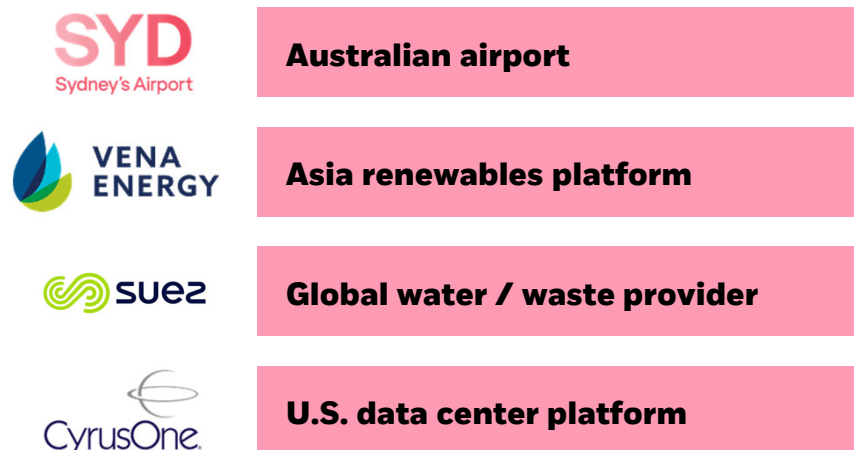 SYD
Sydney's Airport
Australian airport
VENA
ENERGY
Asia renewables platform
suez
Global water / waste provider
CyrusOne.
U.S. data center platform